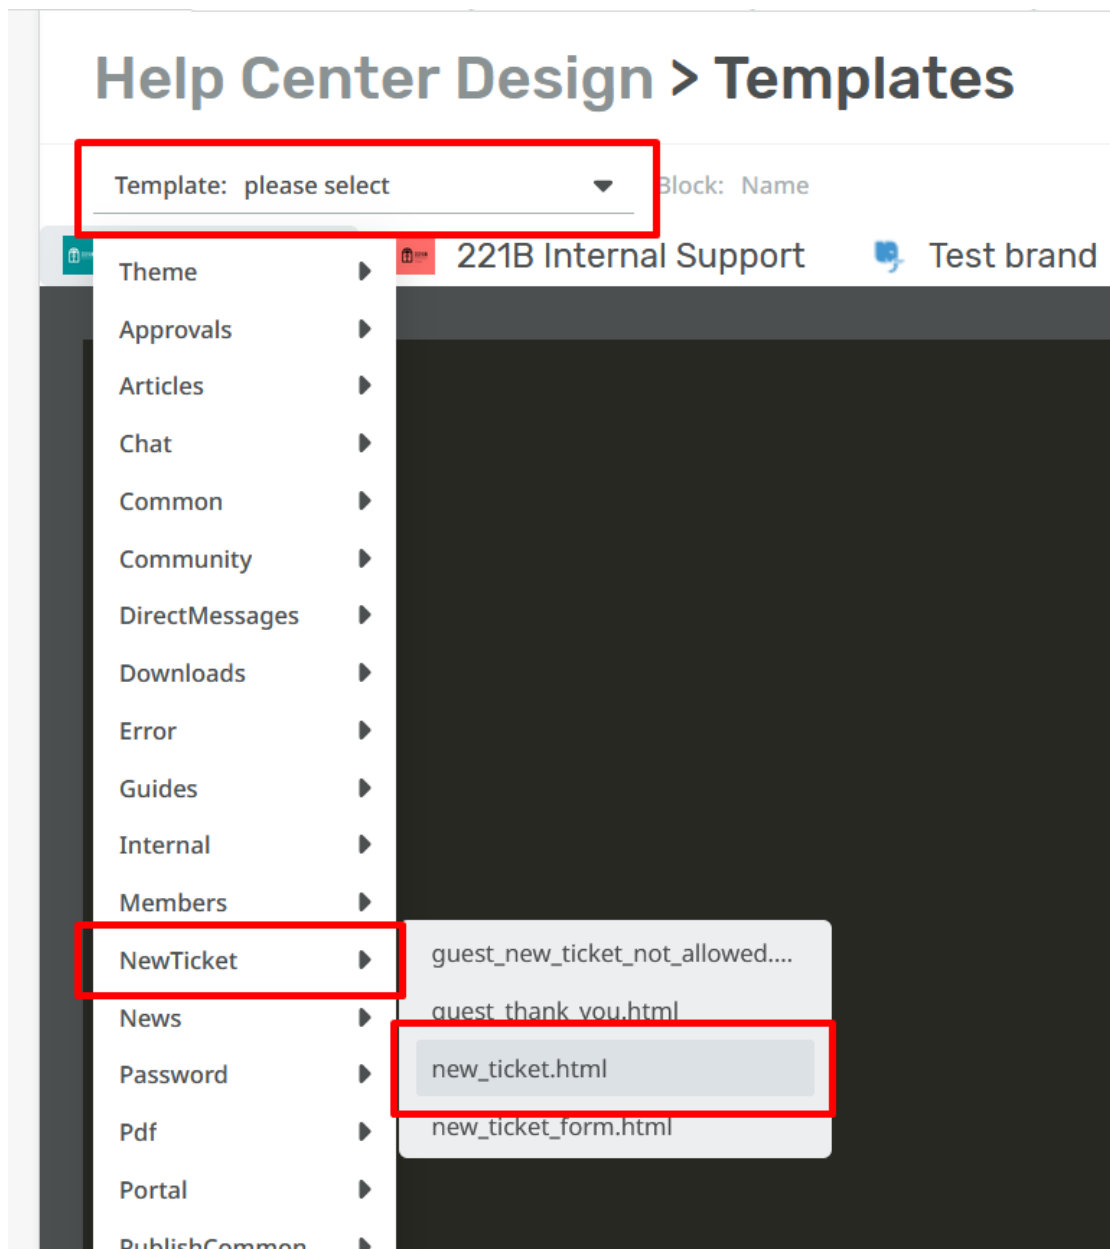 Help Center Design > Templates
Template: please select
Block: Name
221B Internal Support
Test brand
Theme
Approvals
Articles
Chat
Common
Community
DirectMessages
Downloads
Error
Guides
Internal
Members
NewTicket
guest_new_ticket_not_allowed....
guest_thank_you.html
new_ticket.html
new_ticket_form.html
News
Password
Pdf
Portal
PublishCommon